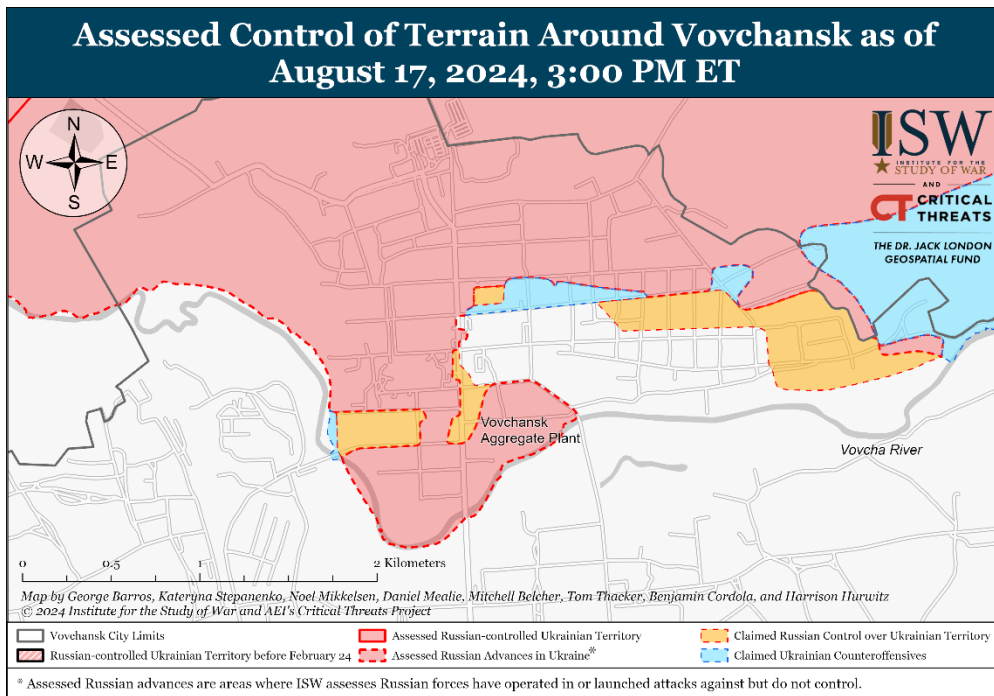 Assessed Control of Terrain Around Vovchansk as of
August 17, 2024, 3:00 PM ET
N
W E
S
ISW
INSTITUTE FOR THE
STUDY OF WAR
AND
CT CRITICAL
THREATS
THE DR. JACK LONDON
GEOSPATIAL FUND
Vovchansk
Aggregate Plant
Vovcha River
0 0.5 1 2 Kilometers
Map by George Barros, Kateryna Stepanenko, Noel Mikkelsen, Daniel Mealie, Mitchell Belcher, Tom Thacker, Benjamin Cordola, and Harrison Hurwitz
© 2024 Institute for the Study of War and AEI's Critical Threats Project
Vovchansk City Limits
Assessed Russian-controlled Ukrainian Territory
Claimed Russian Control over Ukrainian Territory
Russian-controlled Ukrainian Territory before February 24
Assessed Russian Advances in Ukraine*
Claimed Ukrainian Counteroffensives
* Assessed Russian advances are areas where ISW assesses Russian forces have operated in or launched attacks against but do not control.